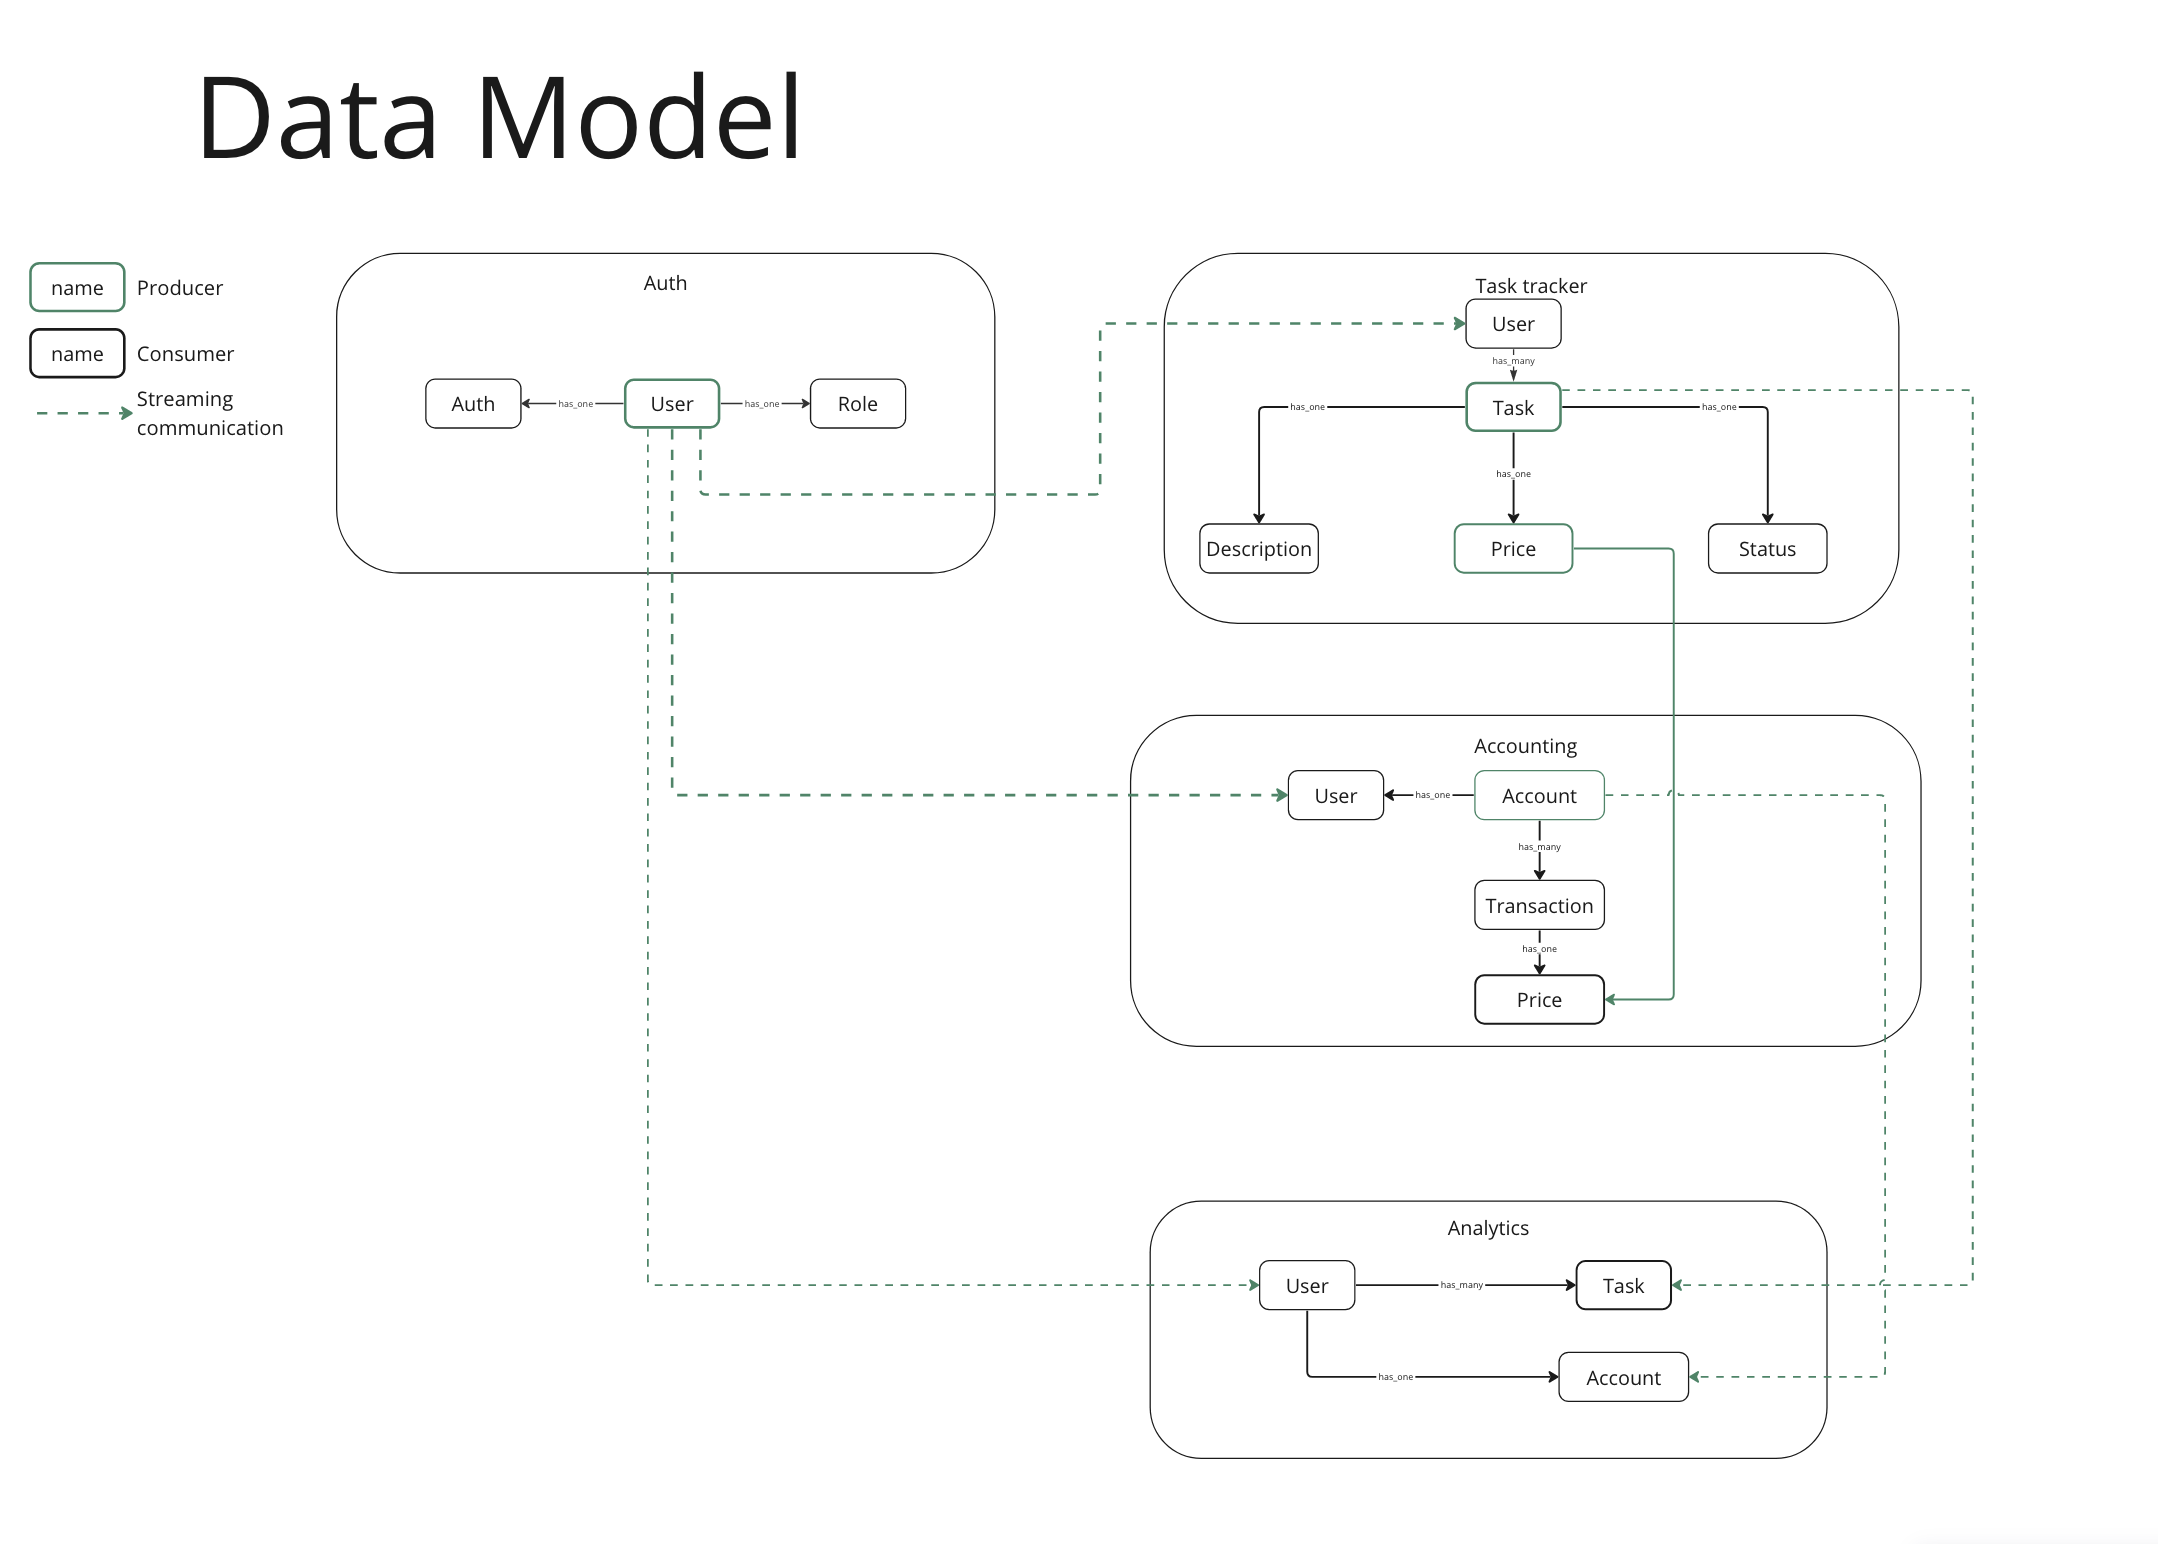 Data Model
name
Producer
name
Consumer
Streaming
communication
Auth
Auth
has_one
User
has_one
Role
Task tracker
User
has_many
Task
has_one
has_one
has_one
Description
Price
Status
Accounting
User
has_one
Account
has_many
Transaction
has_one
Price
Analytics
User
has_many
Task
has_one
Account